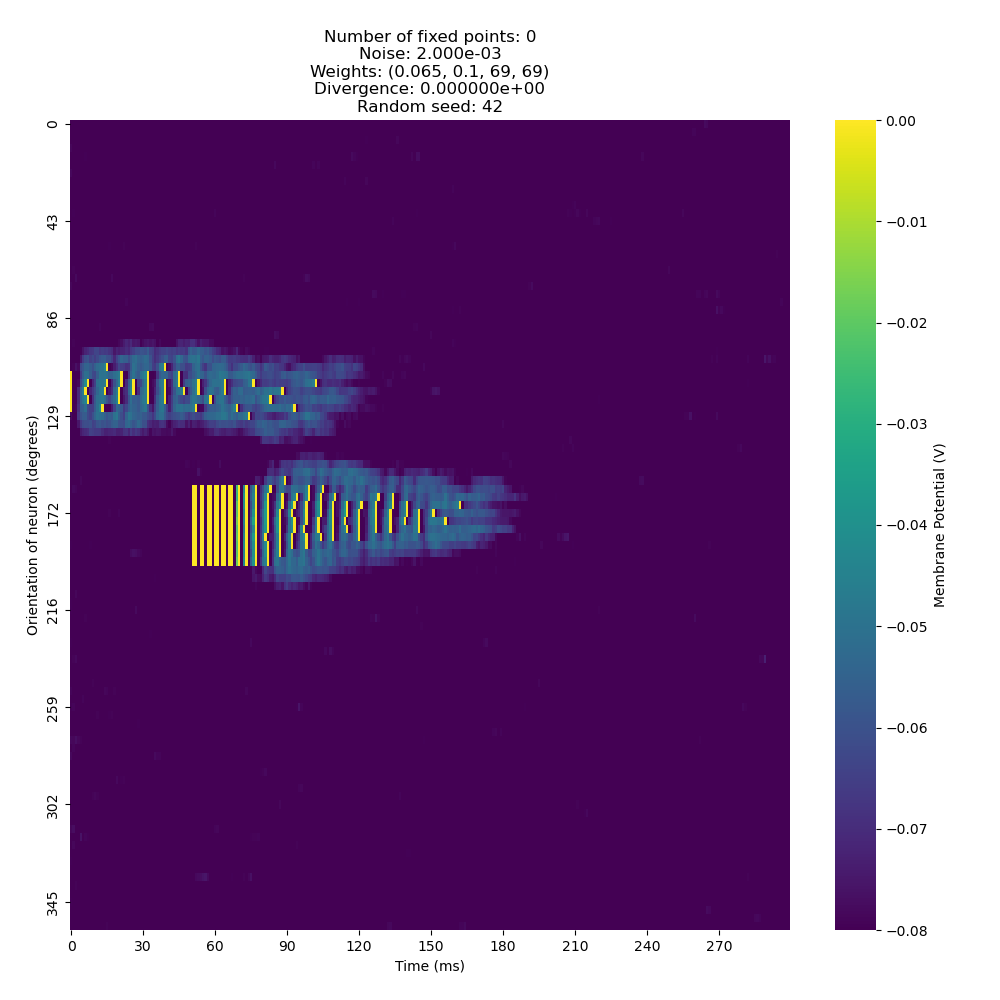 Number of fixed points: 0
Noise: 2.000e-03
Weights: (0.065, 0.1, 69, 69)
Divergence: 0.000000e+00
Random seed: 42
0
43
86
129
172
216
259
302
345
Orientation of neuron (degrees)
0 30 60 90 120 150 180 210 240 270
Time (ms)
0.00
−0.01
−0.02
−0.03
−0.04
−0.05
−0.06
−0.07
−0.08
Membrane Potential (V)